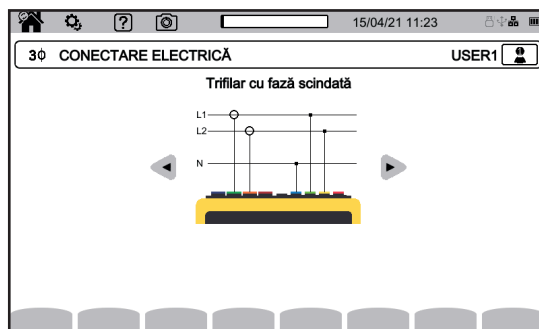 ? 15/04/21 11:23
3φ CONECTARE ELECTRICĂ USER1
Trifilar cu fază scindată
L1
L2
N